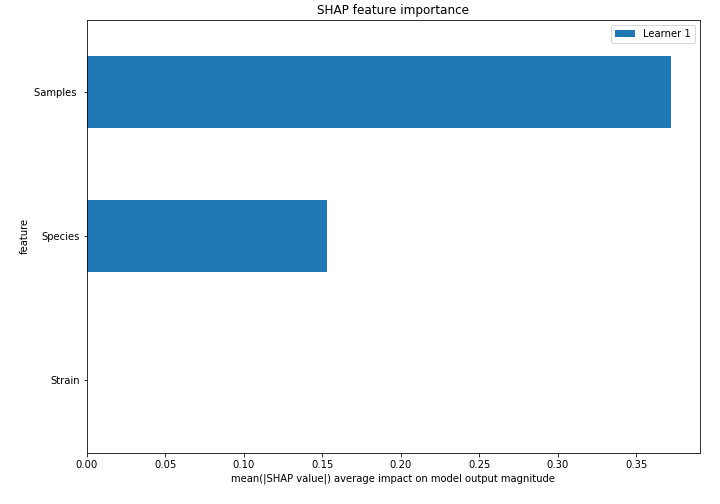 SHAP feature importance
Learner 1
Samples
Species
Strain
feature
0.00 0.05 0.10 0.15 0.20 0.25 0.30 0.35
mean(|SHAP value|) average impact on model output magnitude